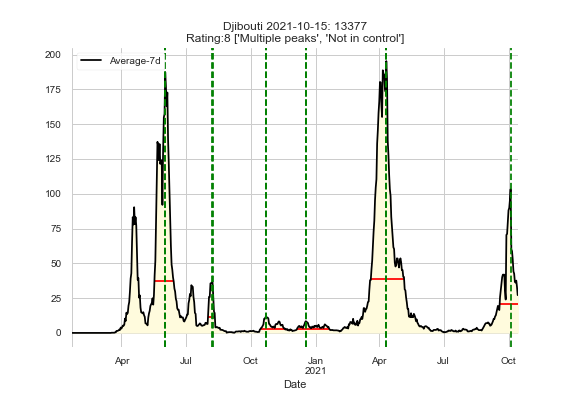 Djibouti 2021-10-15: 13377
Rating:8 ['Multiple peaks', 'Not in control']
Average-7d
200
175
150
125
100
75
50
25
0
Apr Jul Oct Jan Apr Jul Oct
2021
Date